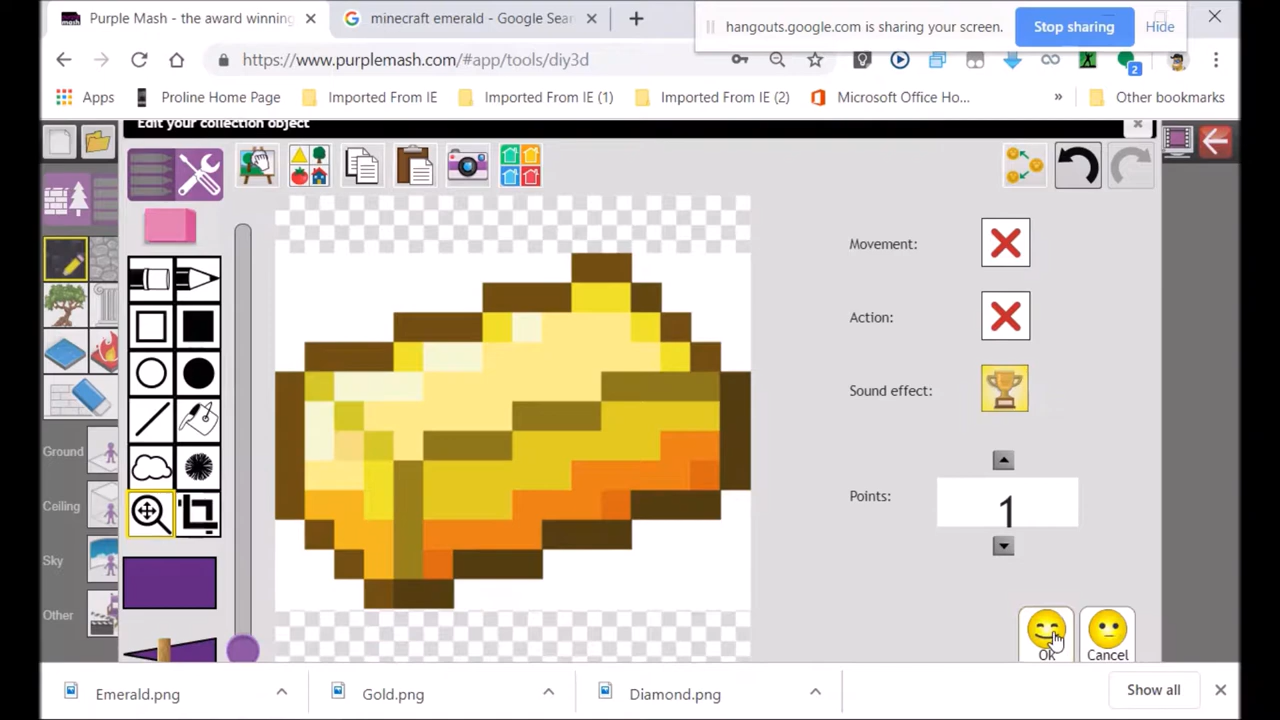 Purple Mash - the award winning
minecraft emerald - Google Sear
hangouts.google.com is sharing your screen.
Stop sharing
Hide
https://www.purplemash.com/#app/tools/diy3d
2
Apps
Proline Home Page
Imported From IE
Imported From IE (1)
Imported From IE (2)
Microsoft Office Ho...
»
Other bookmarks
Edit your collection object
Movement:
Action:
Sound effect:
Points:
1
Ground
Ceiling
Sky
Other
Ok
Cancel
Emerald.png
Gold.png
Diamond.png
Show all